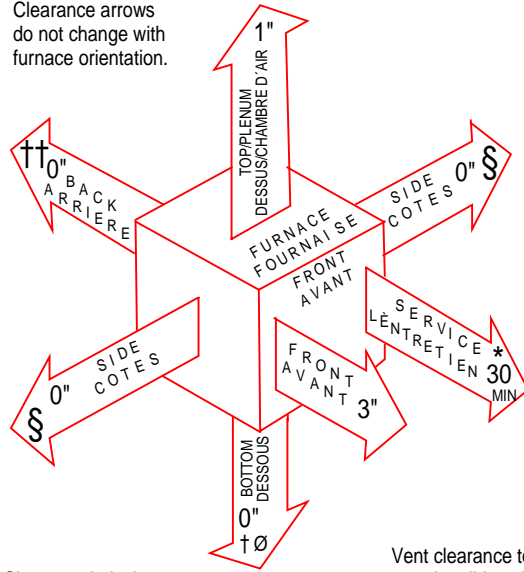 Clearance arrows
do not change with
furnace orientation.
1"
TOP/PLENUM
DESSUS/CHAMBRE D´AIR
††0"
BACK
ARRIERE
SIDE
COTES
0" §
FURNACE
FOURNAISE
FRONT
AVANT
SERVICE
LÈNTRETIEN
*
30
MIN
SIDE
COTES
0"
§
FRONT
AVANT
3"
BOTTOM
DESSOUS
0"
†Ø
Vent clearance to